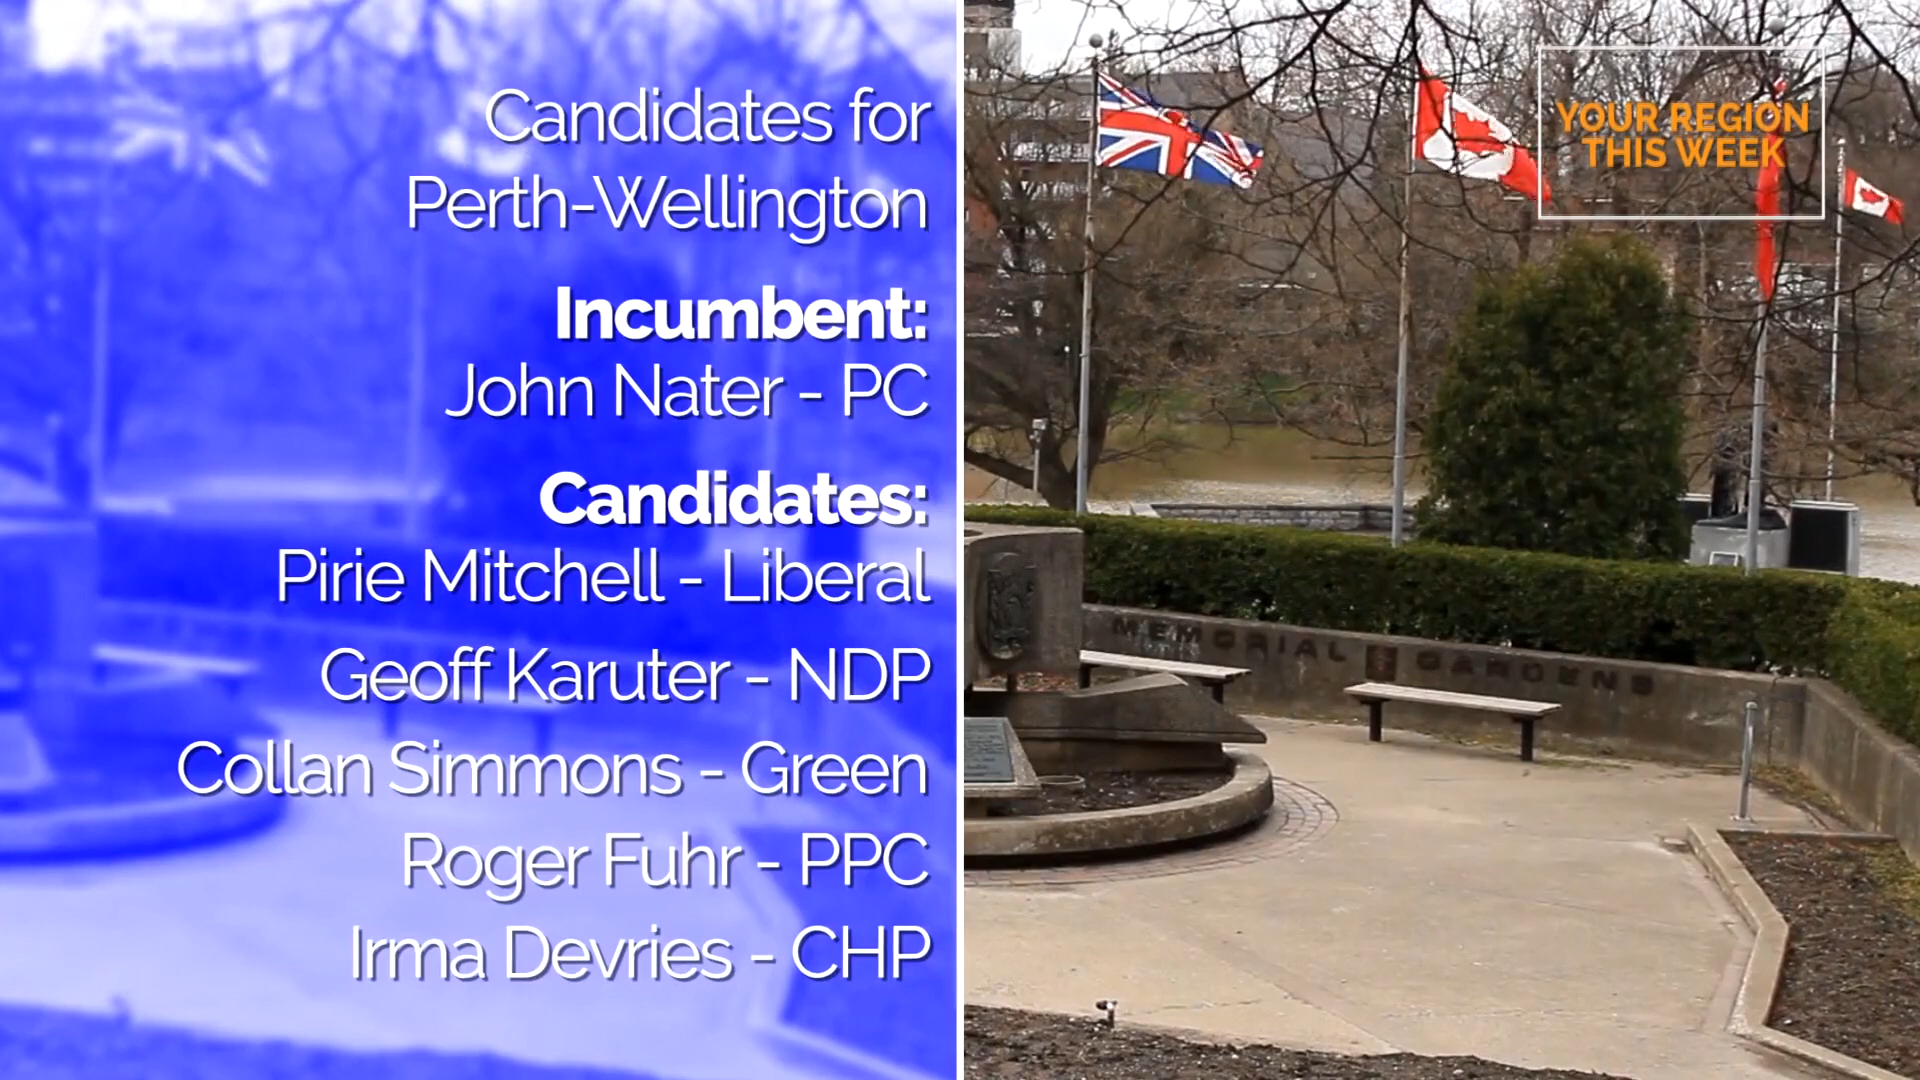 Candidates for
Perth-Wellington
Incumbent:
John Nater - PC
Candidates:
Pirie Mitchell - Liberal
Geoff Karuter - NDP
Collan Simmons - Green
Roger Fuhr - PPC
Irma Devries - CHP
YOUR REGION
THIS WEEK
MEMORIAL GARDENS